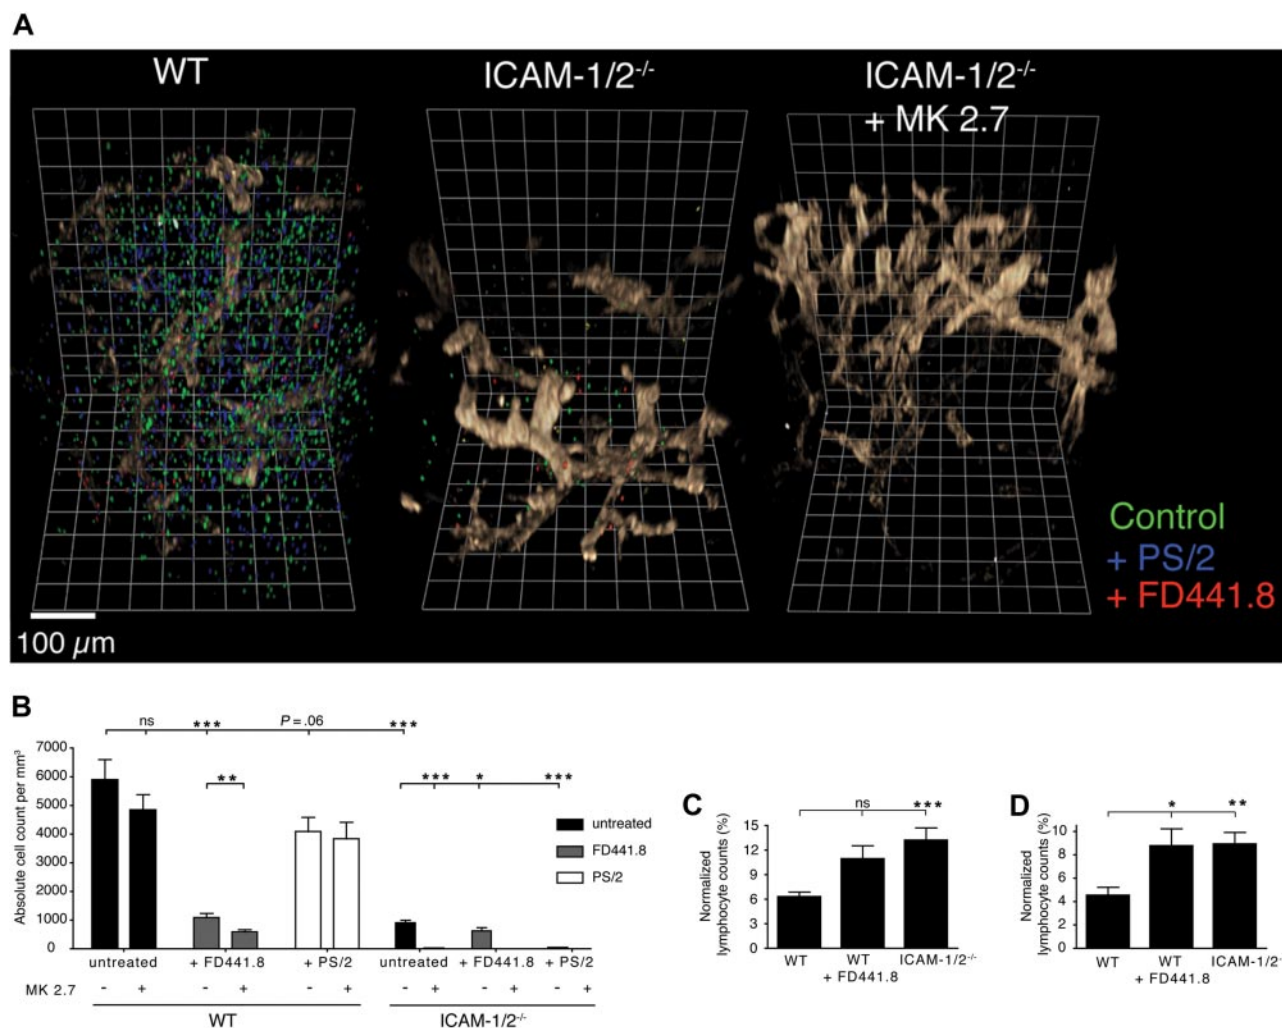 A
WT
ICAM-1/2-/-
ICAM-1/2-/-
+ MK 2.7
Control
+ PS/2
+ FD441.8
100 µm
B
ns
***
P = .06
***
7000
6000
5000
4000
3000
2000
1000
0
Absolute cell count per mm³
**
***
*
***
untreated
FD441.8
PS/2
untreated
+ FD441.8
+ PS/2
untreated
+ FD441.8
+ PS/2
MK 2.7
- + - + - + - + - + - +
WT
ICAM-1/2-/-
C
ns
***
15
12
9
6
3
0
Normalized
lymphocyte counts (%)
WT
WT
ICAM-1/2-/-
+ FD441.8
D
*
**
10
8
6
4
2
0
Normalized
lymphocyte counts (%)
WT
WT
ICAM-1/2-/-
+ FD441.8